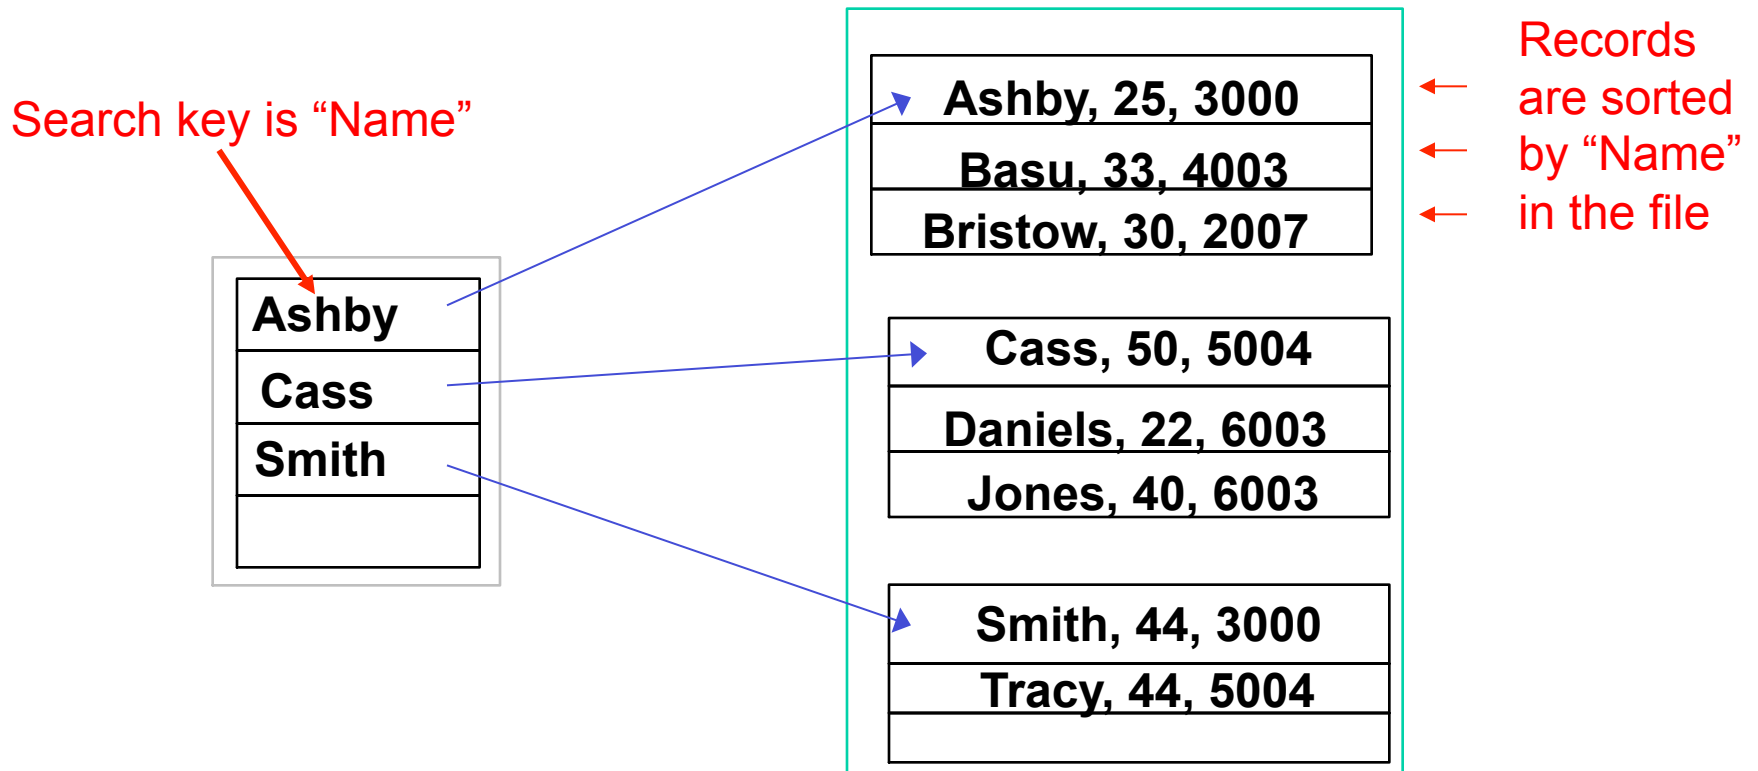 Search key is “Name”
Ashby
Cass
Smith
Ashby, 25, 3000
Basu, 33, 4003
Bristow, 30, 2007
Cass, 50, 5004
Daniels, 22, 6003
Jones, 40, 6003
Smith, 44, 3000
Tracy, 44, 5004
Records
are sorted
by “Name”
in the file